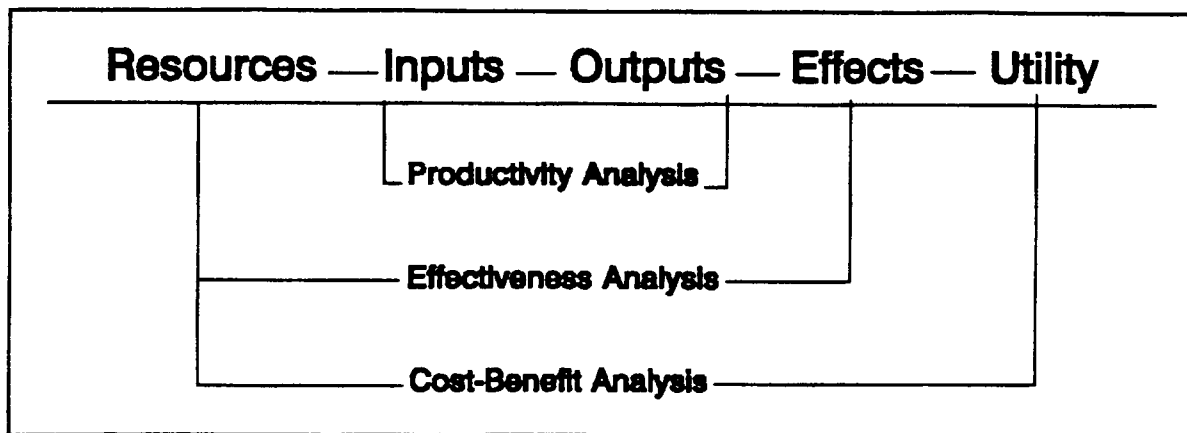 Resources — Inputs — Outputs — Effects — Utility
Productivity Analysis
Effectiveness Analysis
Cost-Benefit Analysis